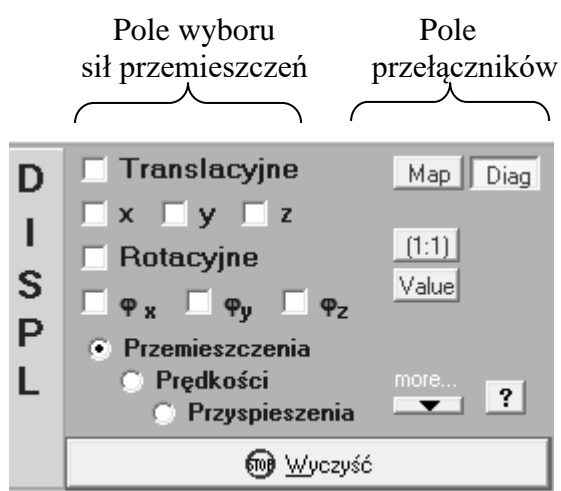 Pole wyboru
sił przemieszczeń
Pole
przełączników
D
I
S
P
L
Translacyjne
x y z
Rotacyjne
φx φy φz
Przemieszczenia
Prędkości
Przyspieszenia
Map Diag
(1:1)
Value
more...
?
STOP Wyczyść